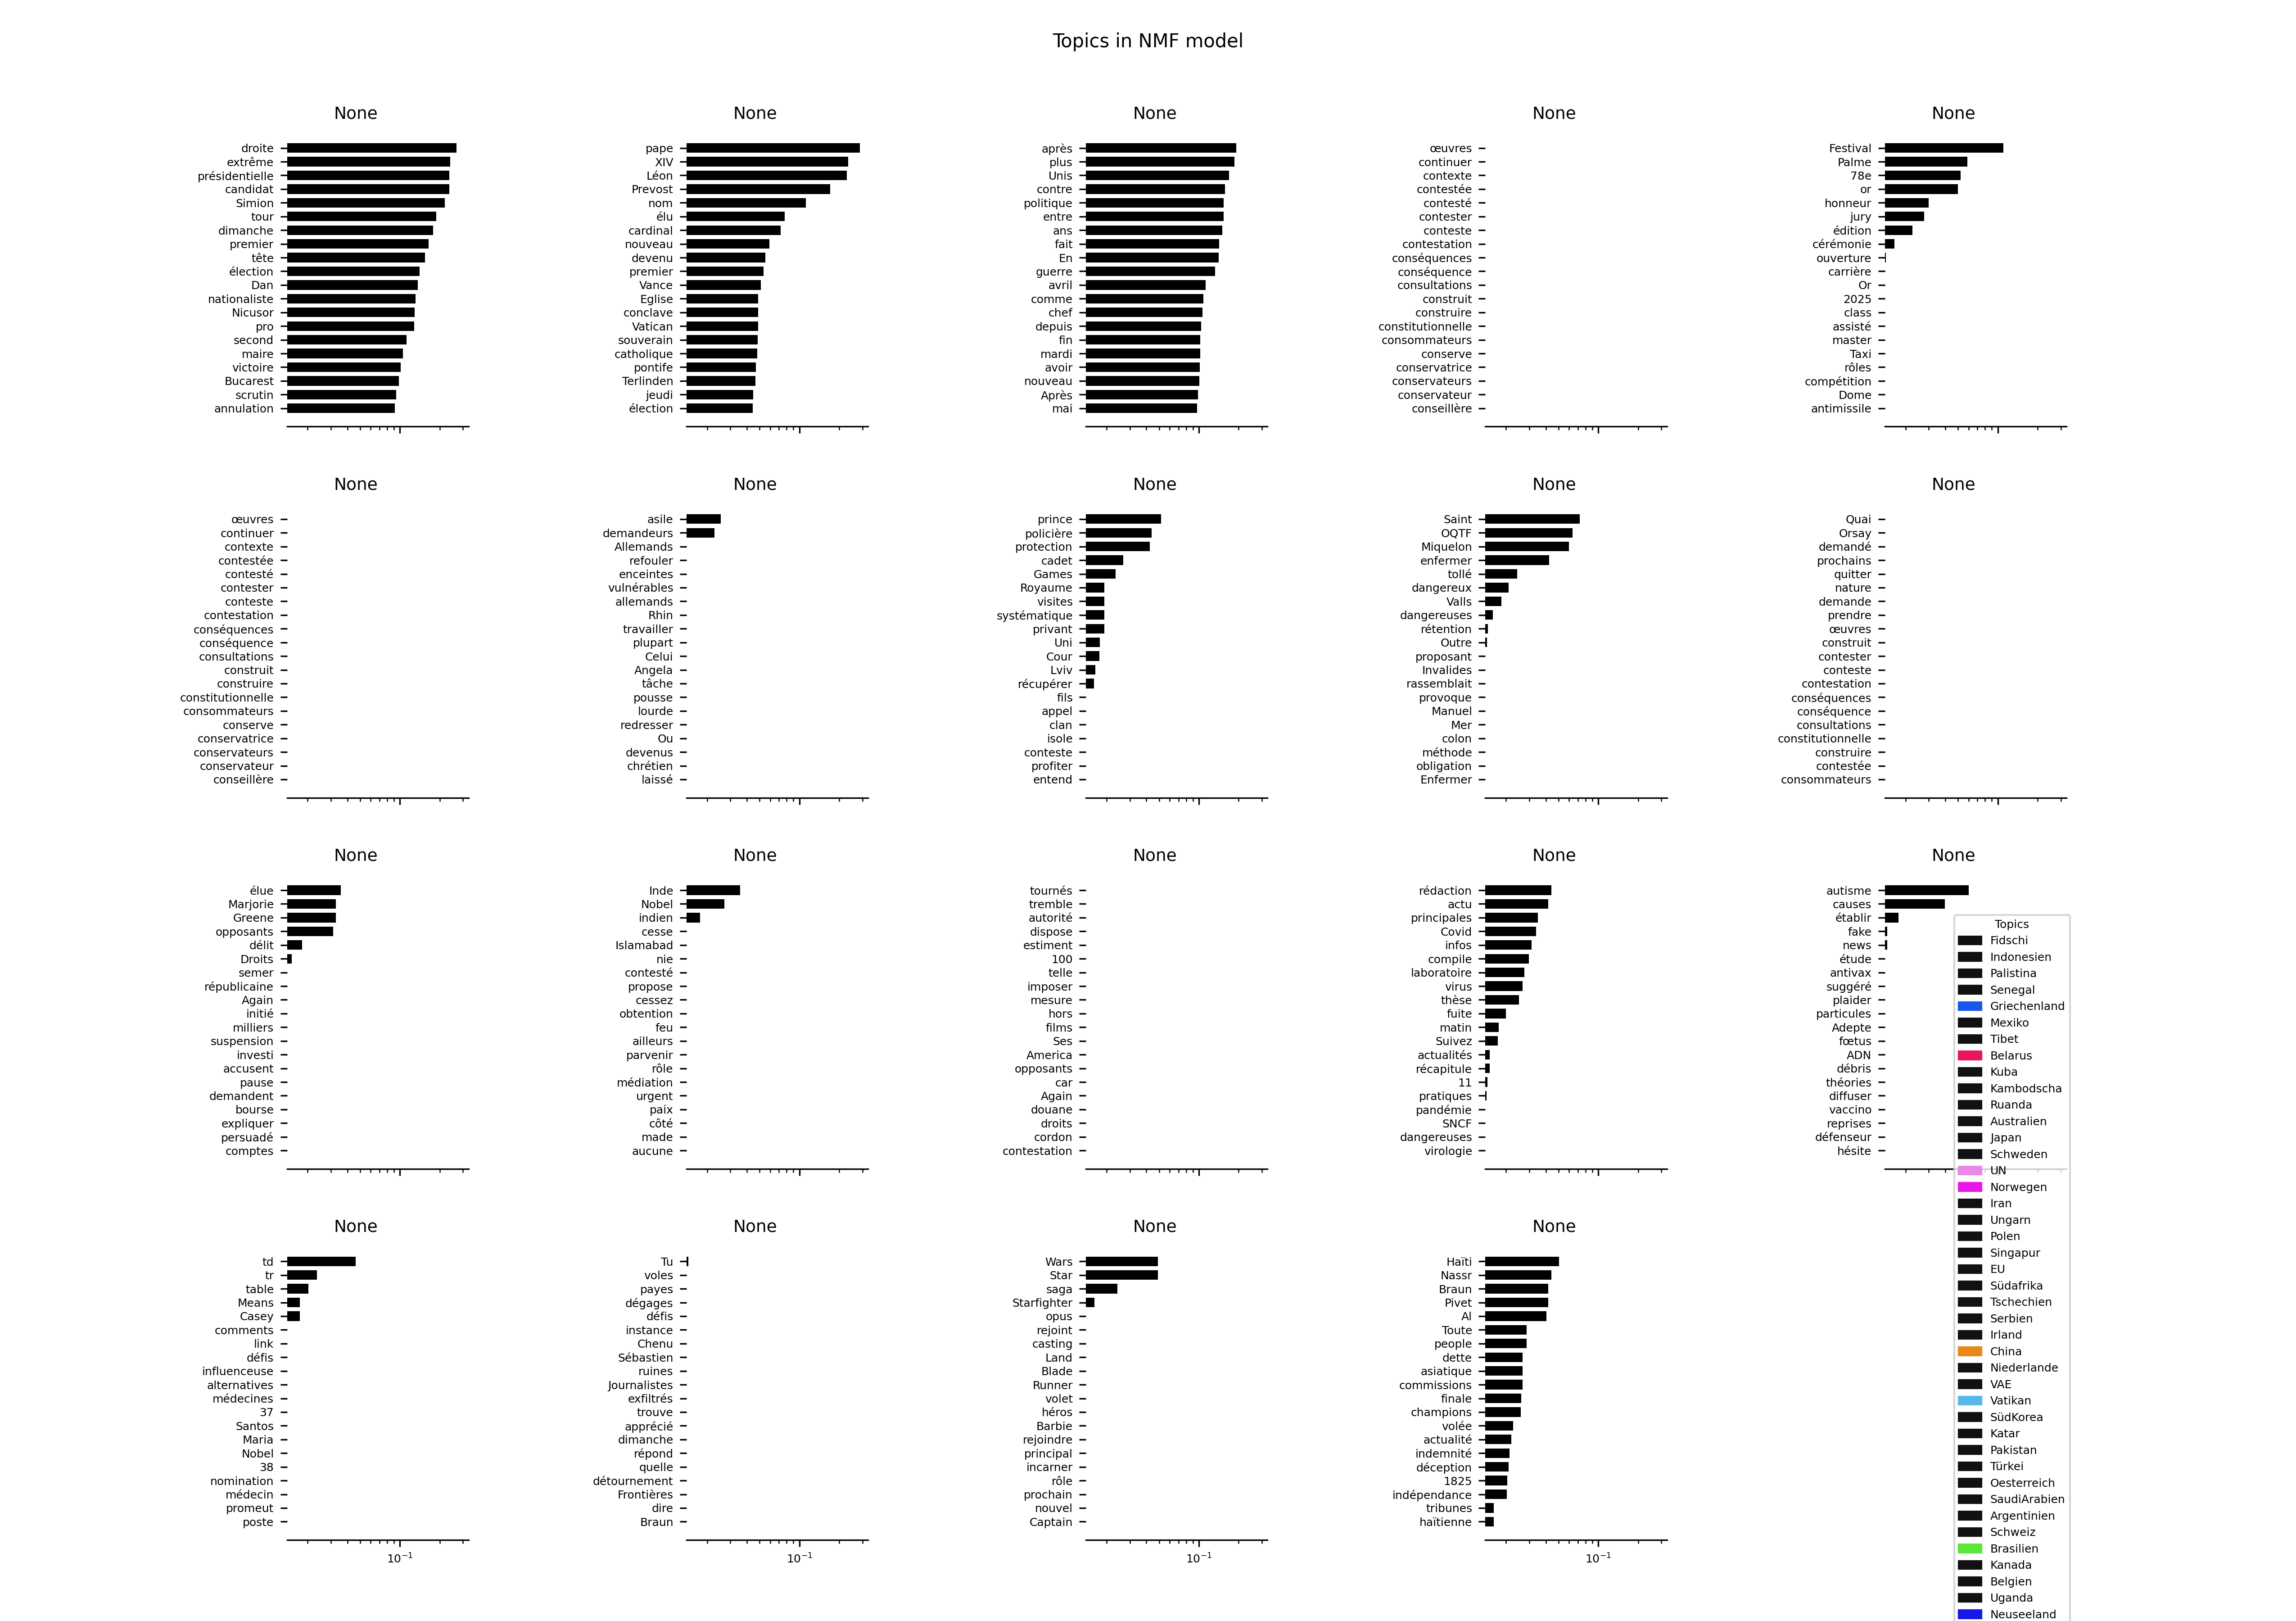 Topics in NMF model
None
droite
extrême
présidentielle
candidat
Simion
tour
dimanche
premier
tête
élection
Dan
nationaliste
Nicusor
pro
second
maire
victoire
Bucarest
scrutin
annulation
None
pape
XIV
Léon
Prevost
nom
élu
cardinal
nouveau
devenu
premier
Vance
Eglise
conclave
Vatican
souverain
catholique
pontife
Terlinden
jeudi
élection
None
après
plus
Unis
contre
politique
entre
ans
fait
En
guerre
avril
comme
chef
depuis
fin
mardi
avoir
nouveau
Après
mai
None
œuvres
continuer
contexte
contestée
contesté
contester
conteste
contestation
conséquences
conséquence
consultations
construit
construire
constitutionnelle
consommateurs
conserve
conservatrice
conservateurs
conservateur
conseillère
None
Festival
Palme
78e
or
honneur
jury
édition
cérémonie
ouverture
carrière
Or
2025
class
assisté
master
Taxi
rôles
compétition
Dome
antimissile
None
œuvres
continuer
contexte
contestée
contesté
contester
conteste
contestation
conséquences
conséquence
consultations
construit
construire
constitutionnelle
consommateurs
conserve
conservatrice
conservateurs
conservateur
conseillère
None
asile
demandeurs
Allemands
refouler
enceintes
vulnérables
allemands
Rhin
travailler
plupart
Celui
Angela
tâche
pousse
lourde
redresser
Ou
devenus
chrétien
laissé
None
prince
policière
protection
cadet
Games
Royaume
visites
systématique
privant
Uni
Cour
Lviv
récupérer
fils
appel
clan
isole
conteste
profiter
entend
None
Saint
OQTF
Miquelon
enfermer
tollé
dangereux
Valls
dangereuses
rétention
Outre
proposant
Invalides
rassemblait
provoque
Manuel
Mer
colon
méthode
obligation
Enfermer
None
Quai
Orsay
demandé
prochains
quitter
nature
demande
prendre
œuvres
construit
contester
conteste
contestation
conséquences
conséquence
consultations
constitutionnelle
construire
contestée
consommateurs
None
élue
Marjorie
Greene
opposants
délit
Droits
semer
républicaine
Again
initié
milliers
suspension
investi
accusent
pause
demandent
bourse
expliquer
persuadé
comptes
None
Inde
Nobel
indien
cesse
Islamabad
nie
contesté
propose
cessez
obtention
feu
ailleurs
parvenir
rôle
médiation
urgent
paix
côté
made
aucune
None
tournés
tremble
autorité
dispose
estiment
100
telle
imposer
mesure
hors
films
Ses
America
opposants
car
Again
douane
droits
cordon
contestation
None
rédaction
actu
principales
Covid
infos
compile
laboratoire
virus
thèse
fuite
matin
Suivez
actualités
récapitule
11
pratiques
pandémie
SNCF
dangereuses
virologie
None
autisme
causes
établir
fake
news
étude
antivax
suggéré
plaider
particules
Adepte
fœtus
ADN
débris
théories
diffuser
vaccino
reprises
défenseur
hésite
None
td
tr
table
Means
Casey
comments
link
défis
influenceuse
alternatives
médecines
37
Santos
Maria
Nobel
38
nomination
médecin
promeut
poste
10⁻¹
None
Tu
voles
payes
dégages
défis
instance
Chenu
Sébastien
ruines
Journalistes
exfiltrés
trouve
apprécié
dimanche
répond
quelle
détournement
Frontières
dire
Braun
10⁻¹
None
Wars
Star
saga
Starfighter
opus
rejoint
casting
Land
Blade
Runner
volet
héros
Barbie
rejoindre
principal
incarner
rôle
prochain
nouvel
Captain
10⁻¹
None
Haïti
Nassr
Braun
Pivet
Al
Toute
people
dette
asiatique
commissions
finale
champions
volée
actualité
indemnité
déception
1825
indépendance
tribunes
haïtienne
10⁻¹
Topics
Fidschi
Indonesien
Palistina
Senegal
Griechenland
Mexiko
Tibet
Belarus
Kuba
Kambodscha
Ruanda
Australien
Japan
Schweden
UN
Norwegen
Iran
Ungarn
Polen
Singapur
EU
Südafrika
Tschechien
Serbien
Irland
China
Niederlande
VAE
Vatikan
SüdKorea
Katar
Pakistan
Türkei
Oesterreich
SaudiArabien
Argentinien
Schweiz
Brasilien
Kanada
Belgien
Uganda
Neuseeland